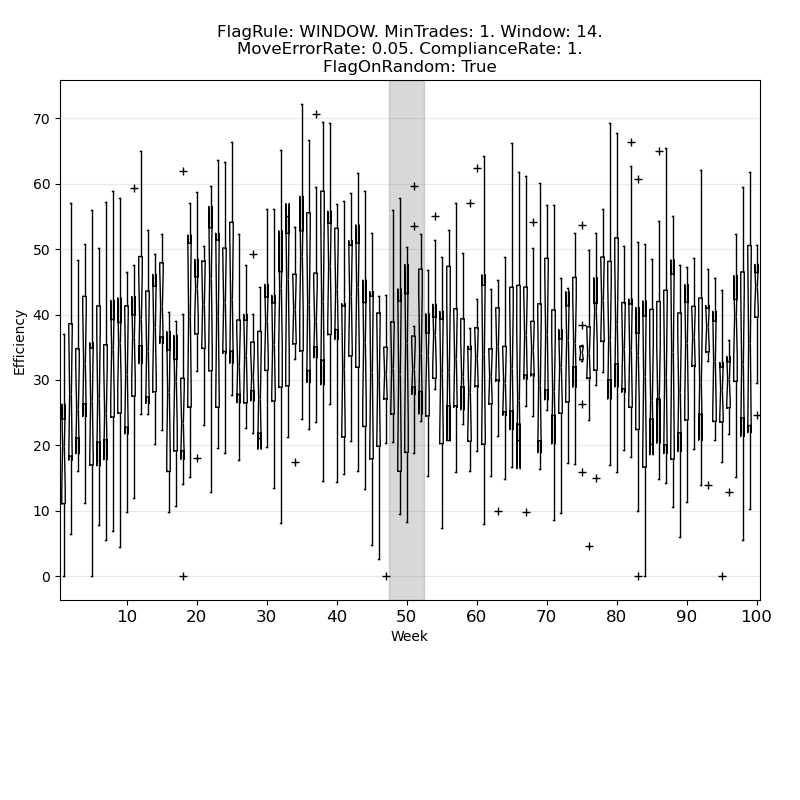 FlagRule: WINDOW. MinTrades: 1. Window: 14.
MoveErrorRate: 0.05. ComplianceRate: 1.
FlagOnRandom: True
70
60
50
40
30
20
10
0
Efficiency
10 20 30 40 50 60 70 80 90 100
Week